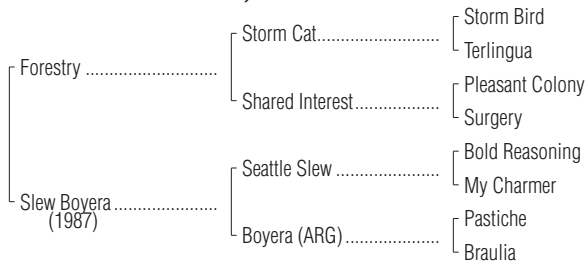 Storm Bird
Storm Cat....................
Terlingua
Forestry ..........................
Pleasant Colony
Shared Interest.................
Surgery
Bold Reasoning
Seattle Slew .....................
My Charmer
Slew Boyera .....................
(1987)
Pastiche
Boyera (ARG)...................
Braulia